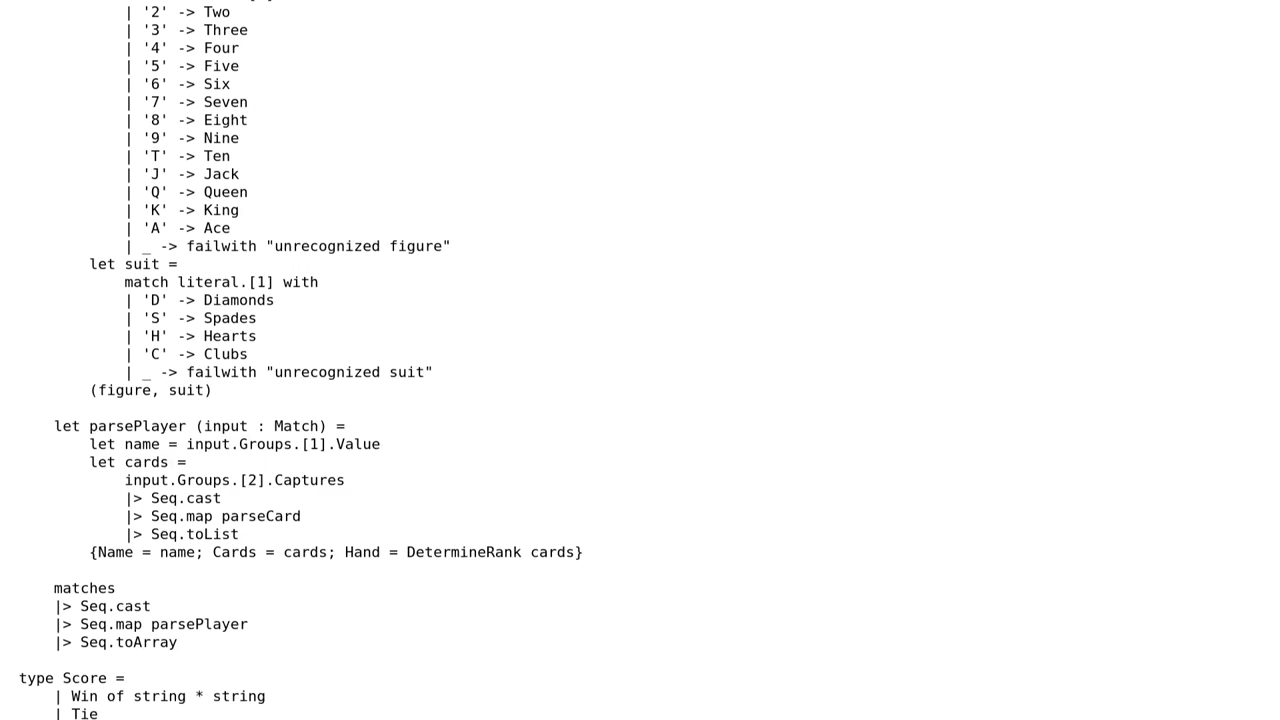 | '2' -> Two
            | '3' -> Three
            | '4' -> Four
            | '5' -> Five
            | '6' -> Six
            | '7' -> Seven
            | '8' -> Eight
            | '9' -> Nine
            | 'T' -> Ten
            | 'J' -> Jack
            | 'Q' -> Queen
            | 'K' -> King
            | 'A' -> Ace
            | _ -> failwith "unrecognized figure"
        let suit =
            match literal.[1] with
            | 'D' -> Diamonds
            | 'S' -> Spades
            | 'H' -> Hearts
            | 'C' -> Clubs
            | _ -> failwith "unrecognized suit"
        (figure, suit)

    let parsePlayer (input : Match) =
        let name = input.Groups.[1].Value
        let cards =
            input.Groups.[2].Captures
            |> Seq.cast
            |> Seq.map parseCard
            |> Seq.toList
        {Name = name; Cards = cards; Hand = DetermineRank cards}

    matches
    |> Seq.cast
    |> Seq.map parsePlayer
    |> Seq.toArray

type Score =
    | Win of string * string
    | Tie